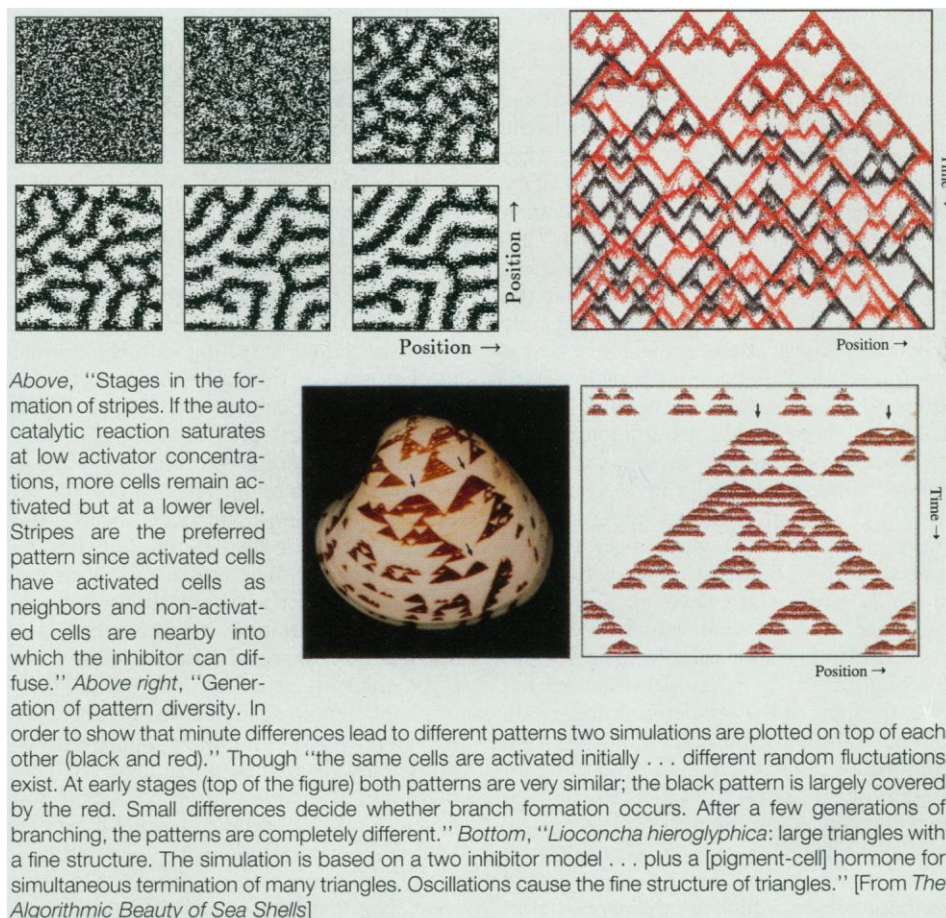 Position →
Position →
Time →
Position →
Above, “Stages in the for-
mation of stripes. If the auto-
catalytic reaction saturates
at low activator concentra-
tions, more cells remain ac-
tivated but at a lower level.
Stripes are the preferred
pattern since activated cells
have activated cells as
neighbors and non-activat-
ed cells are nearby into
which the inhibitor can dif-
fuse.” Above right, “Gener-
ation of pattern diversity. In
order to show that minute differences lead to different patterns two simulations are plotted on top of each
other (black and red).” Though “the same cells are activated initially . . . different random fluctuations
exist. At early stages (top of the figure) both patterns are very similar; the black pattern is largely covered
by the red. Small differences decide whether branch formation occurs. After a few generations of
branching, the patterns are completely different.” Bottom, “Lioconcha hieroglyphica: large triangles with
a fine structure. The simulation is based on a two inhibitor model . . . plus a [pigment-cell] hormone for
simultaneous termination of many triangles. Oscillations cause the fine structure of triangles.” [From The
Algorithmic Beauty of Sea Shells]
Time →
Position →